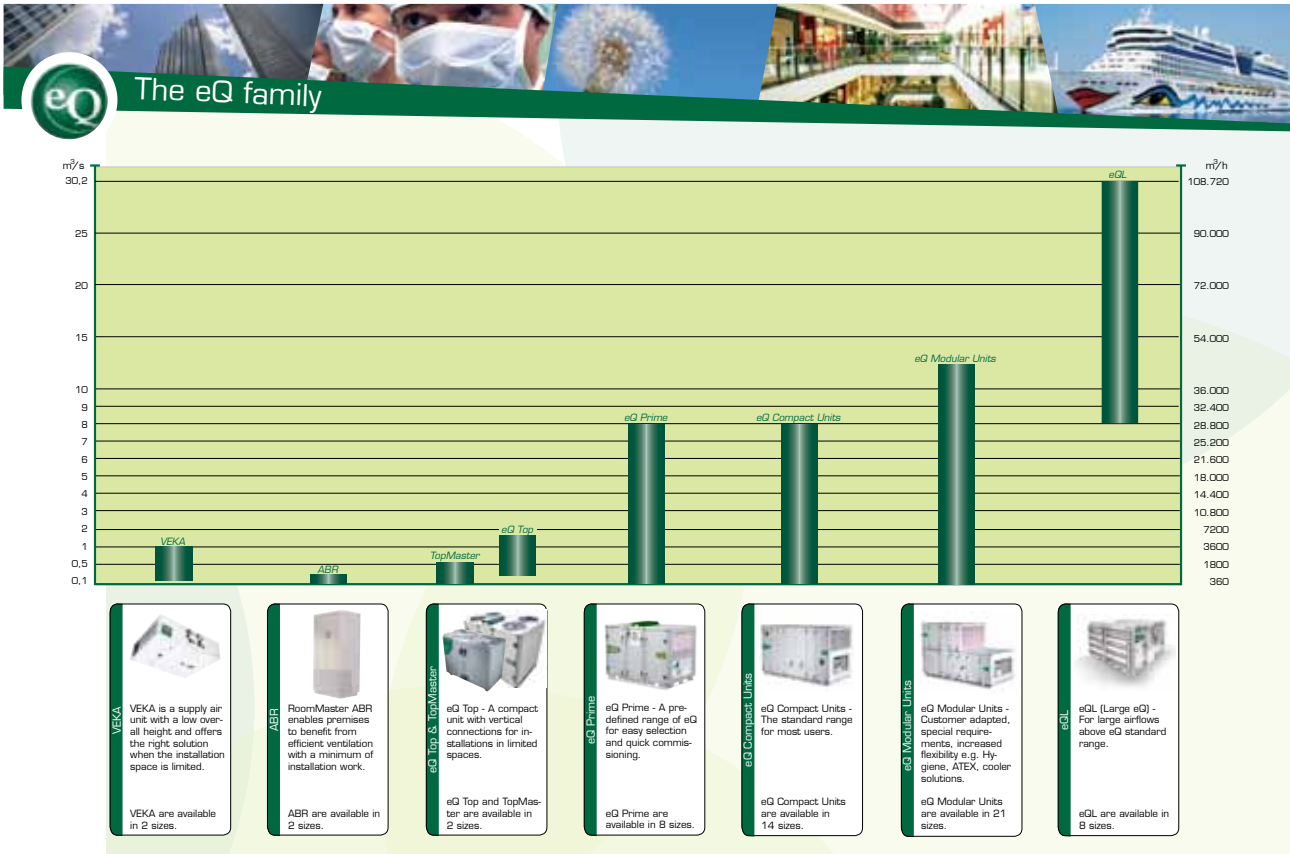 eQ
The eQ family
m³/s
30,2
25
20
15
10
9
8
7
6
5
4
3
2
1
0,5
0,1
m³/h
108.720
90.000
72.000
54.000
36.000
32.400
28.800
25.200
21.600
18.000
14.400
10.800
7200
3600
1800
360
VEKA
ABR
TopMaster
eQ Top
eQ Prime
eQ Compact Units
eQ Modular Units
eQL
VEKA
VEKA is a supply air
unit with a low over-
all height and offers
the right solution
when the installation
space is limited.
VEKA are available
in 2 sizes.
ABR
RoomMaster ABR
enables premises
to benefit from
efficient ventilation
with a minimum of
installation work.
ABR are available in
2 sizes.
eQ Top & TopMaster
eQ Top - A compact
unit with vertical
connections for in-
stallations in limited
spaces.
eQ Top and TopMas-
ter are available in
2 sizes.
eQ Prime
eQ Prime - A pre-
defined range of eQ
for easy selection
and quick commis-
sioning.
eQ Prime are
available in 8 sizes.
eQ Compact Units
eQ Compact Units -
The standard range
for most users.
eQ Compact Units
are available in
14 sizes.
eQ Modular Units
eQ Modular Units -
Customer adapted,
special require-
ments, increased
flexibility e.g. Hy-
giene, ATEX, cooler
solutions.
eQ Modular Units
are available in 21
sizes.
eQL
eQL (Large eQ) -
For large airflows
above eQ standard
range.
eQL are available in
8 sizes.